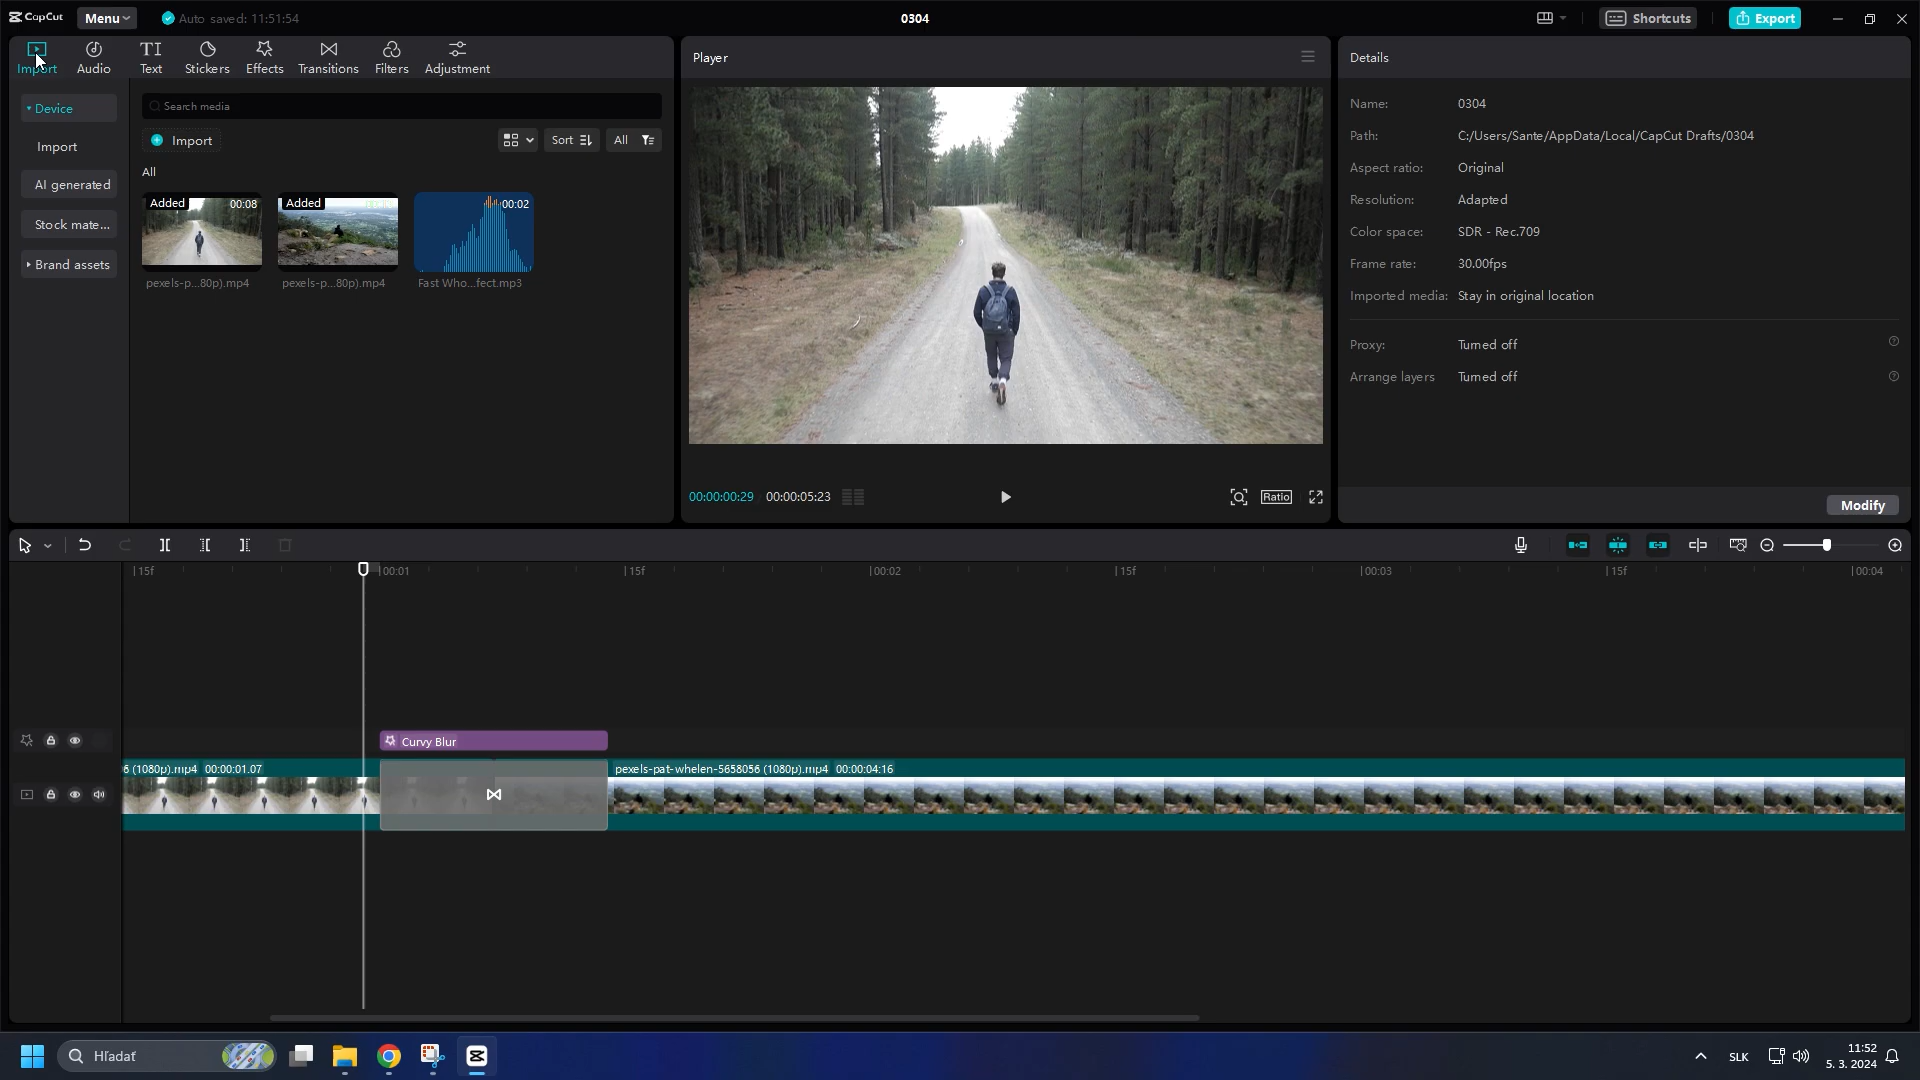 CapCut Menu Auto saved: 11:51:54 0304 Shortcuts Export
Import Audio Text Stickers Effects Transitions Filters Adjustment
Device
Import
AI generated
Stock mate...
Brand assets
Search media
Import Sort All
All
Added 00:08
pexels-p...80p).mp4
Added
pexels-p...80p).mp4
00:02
Fast Who...fect.mp3
Player
00:00:00:29 00:00:05:23
Ratio
Details
Name: 0304
Path: C:/Users/Sante/AppData/Local/CapCut Drafts/0304
Aspect ratio: Original
Resolution: Adapted
Color space: SDR - Rec.709
Frame rate: 30.00fps
Imported media: Stay in original location
Proxy: Turned off
Arrange layers Turned off
Modify
15f 00:01 15f 00:02 15f 00:03 15f 00:04
Curvy Blur
6 (1080p).mp4 00:00:01.07
pexels-pat-whelen-5658056 (1080p).mp4 00:00:04:16
Hľadať
SLK
11:52
5. 3. 2024